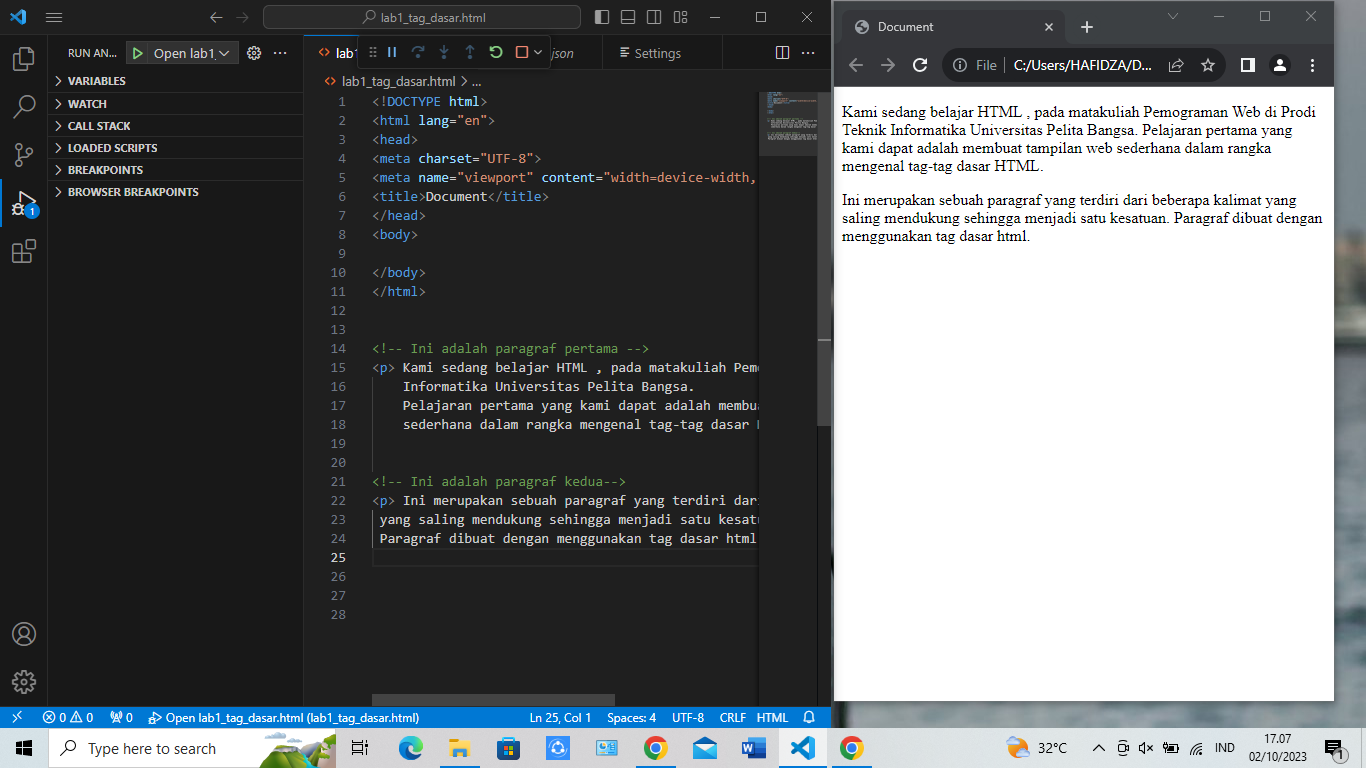 lab1_tag_dasar.html
RUN AN...
Open lab1_
lab1
json
Settings
VARIABLES
WATCH
CALL STACK
LOADED SCRIPTS
BREAKPOINTS
BROWSER BREAKPOINTS
1
lab1_tag_dasar.html > ...
1 <!DOCTYPE html>
2 <html lang="en">
3 <head>
4 <meta charset="UTF-8">
5 <meta name="viewport" content="width=device-width,
6 <title>Document</title>
7 </head>
8 <body>
9
10 </body>
11 </html>
12
13
14 <!-- Ini adalah paragraf pertama -->
15 <p> Kami sedang belajar HTML , pada matakuliah Pem
16 Informatika Universitas Pelita Bangsa.
17 Pelajaran pertama yang kami dapat adalah membua
18 sederhana dalam rangka mengenal tag-tag dasar
19
20
21 <!-- Ini adalah paragraf kedua-->
22 <p> Ini merupakan sebuah paragraf yang terdiri dari
23 yang saling mendukung sehingga menjadi satu kesatu
24 Paragraf dibuat dengan menggunakan tag dasar html
25
26
27
28
0 0 0 Open lab1_tag_dasar.html (lab1_tag_dasar.html) Ln 25, Col 1 Spaces: 4 UTF-8 CRLF HTML
Document
File | C:/Users/HAFIDZA/D...
Kami sedang belajar HTML , pada matakuliah Pemograman Web di Prodi
Teknik Informatika Universitas Pelita Bangsa. Pelajaran pertama yang
kami dapat adalah membuat tampilan web sederhana dalam rangka
mengenal tag-tag dasar HTML.
Ini merupakan sebuah paragraf yang terdiri dari beberapa kalimat yang
saling mendukung sehingga menjadi satu kesatuan. Paragraf dibuat dengan
menggunakan tag dasar html.
Type here to search
32°C
IND
17.07
02/10/2023
1